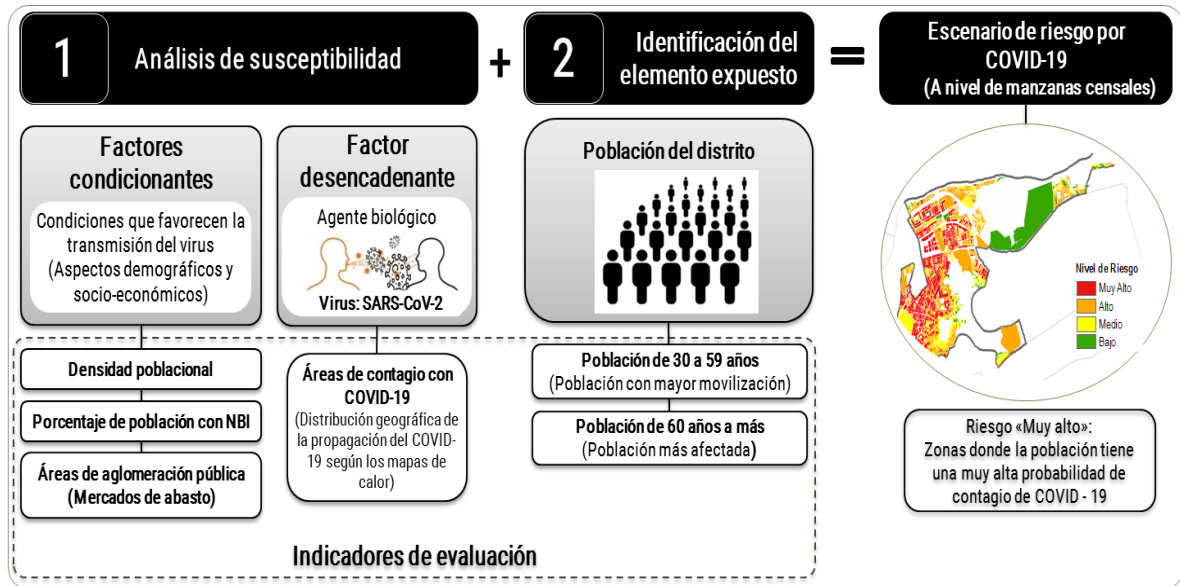 1
Análisis de susceptibilidad
+
2
Identificación del
elemento expuesto
=
Escenario de riesgo por
COVID-19
(A nivel de manzanas censales)
Factores
condicionantes
Condiciones que favorecen la
transmisión del virus
(Aspectos demográficos y
socio-económicos)
Factor
desencadenante
Agente biológico
Virus: SARS-CoV-2
Población del distrito
Nivel de Riesgo
Muy Alto
Alto
Medio
Bajo
Densidad poblacional
Porcentaje de población con NBI
Áreas de aglomeración pública
(Mercados de abasto)
Áreas de contagio con
COVID-19
(Distribución geográfica de
la propagación del COVID-
19 según los mapas de
calor)
Población de 30 a 59 años
(Población con mayor movilización)
Población de 60 años a más
(Población más afectada)
Riesgo «Muy alto»:
Zonas donde la población tiene
una muy alta probabilidad de
contagio de COVID - 19
Indicadores de evaluación